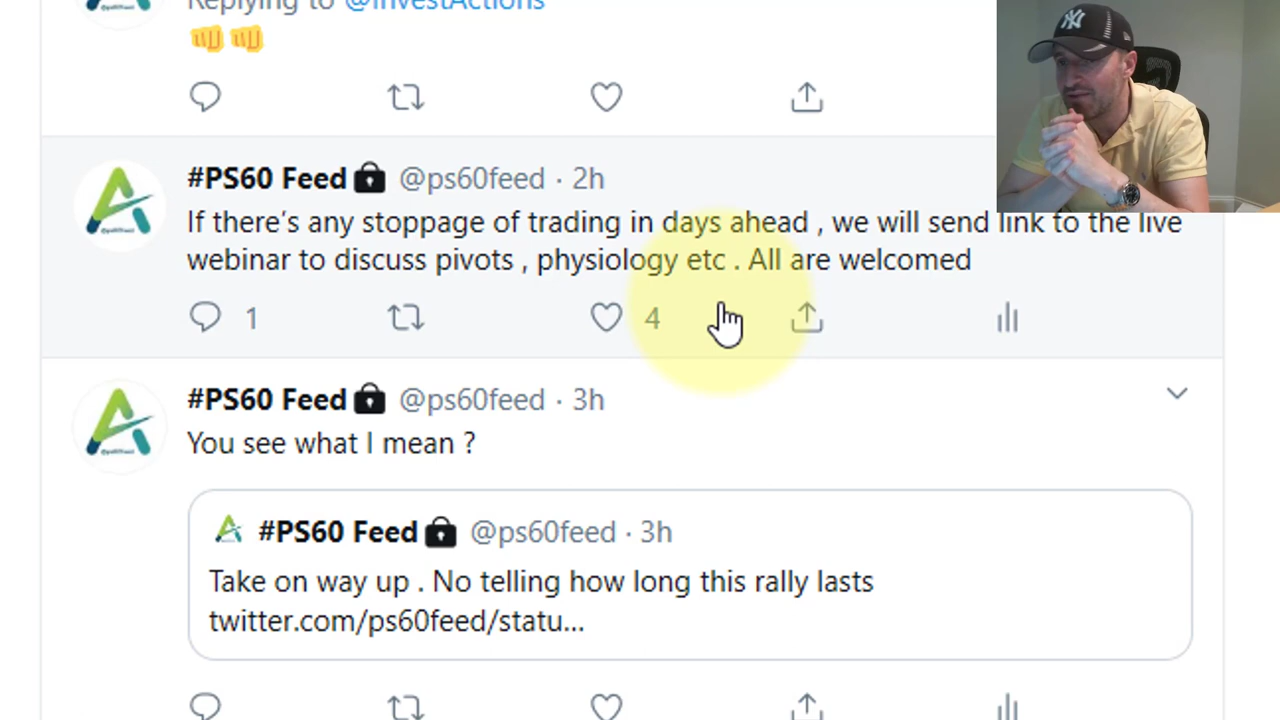 Replying to @InvestActions
👊👊
#PS60 Feed🔒 @ps60feed · 2h
If there's any stoppage of trading in days ahead , we will send link to the live
webinar to discuss pivots , physiology etc . All are welcomed
1
4
#PS60 Feed🔒 @ps60feed · 3h
You see what I mean ?
#PS60 Feed🔒 @ps60feed · 3h
Take on way up . No telling how long this rally lasts
twitter.com/ps60feed/statu...